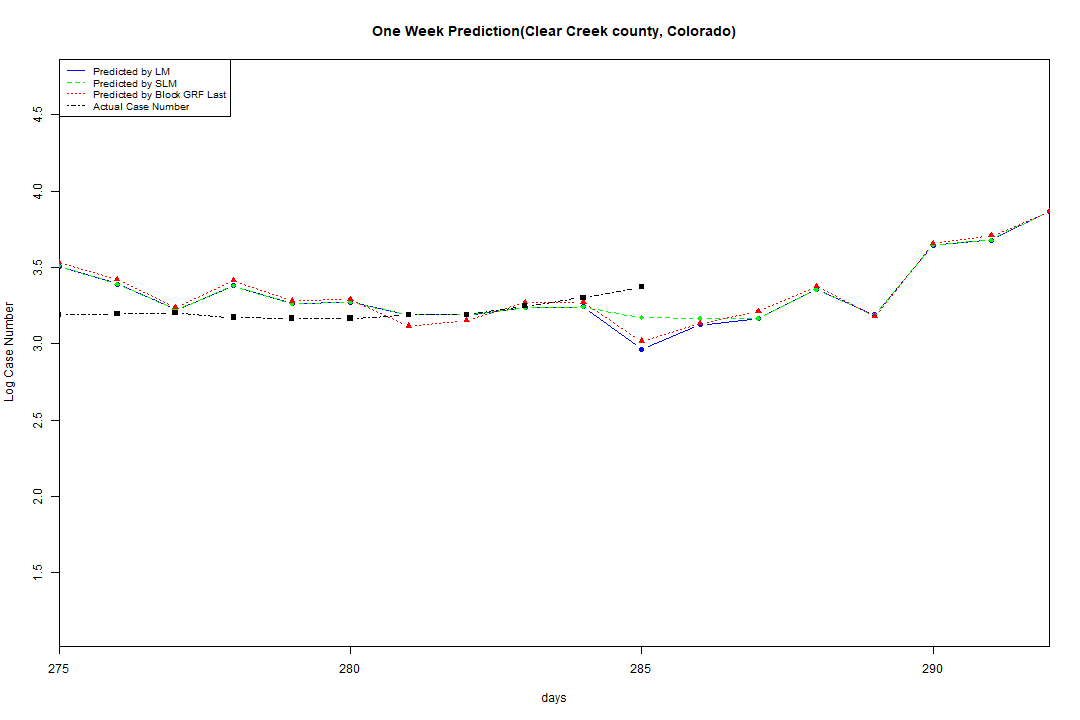 One Week Prediction(Clear Creek county, Colorado)
Predicted by LM
Predicted by SLM
Predicted by Block GRF Last
Actual Case Number
4.5
4.0
3.5
3.0
2.5
2.0
1.5
Log Case Number
275
280
285
290
days